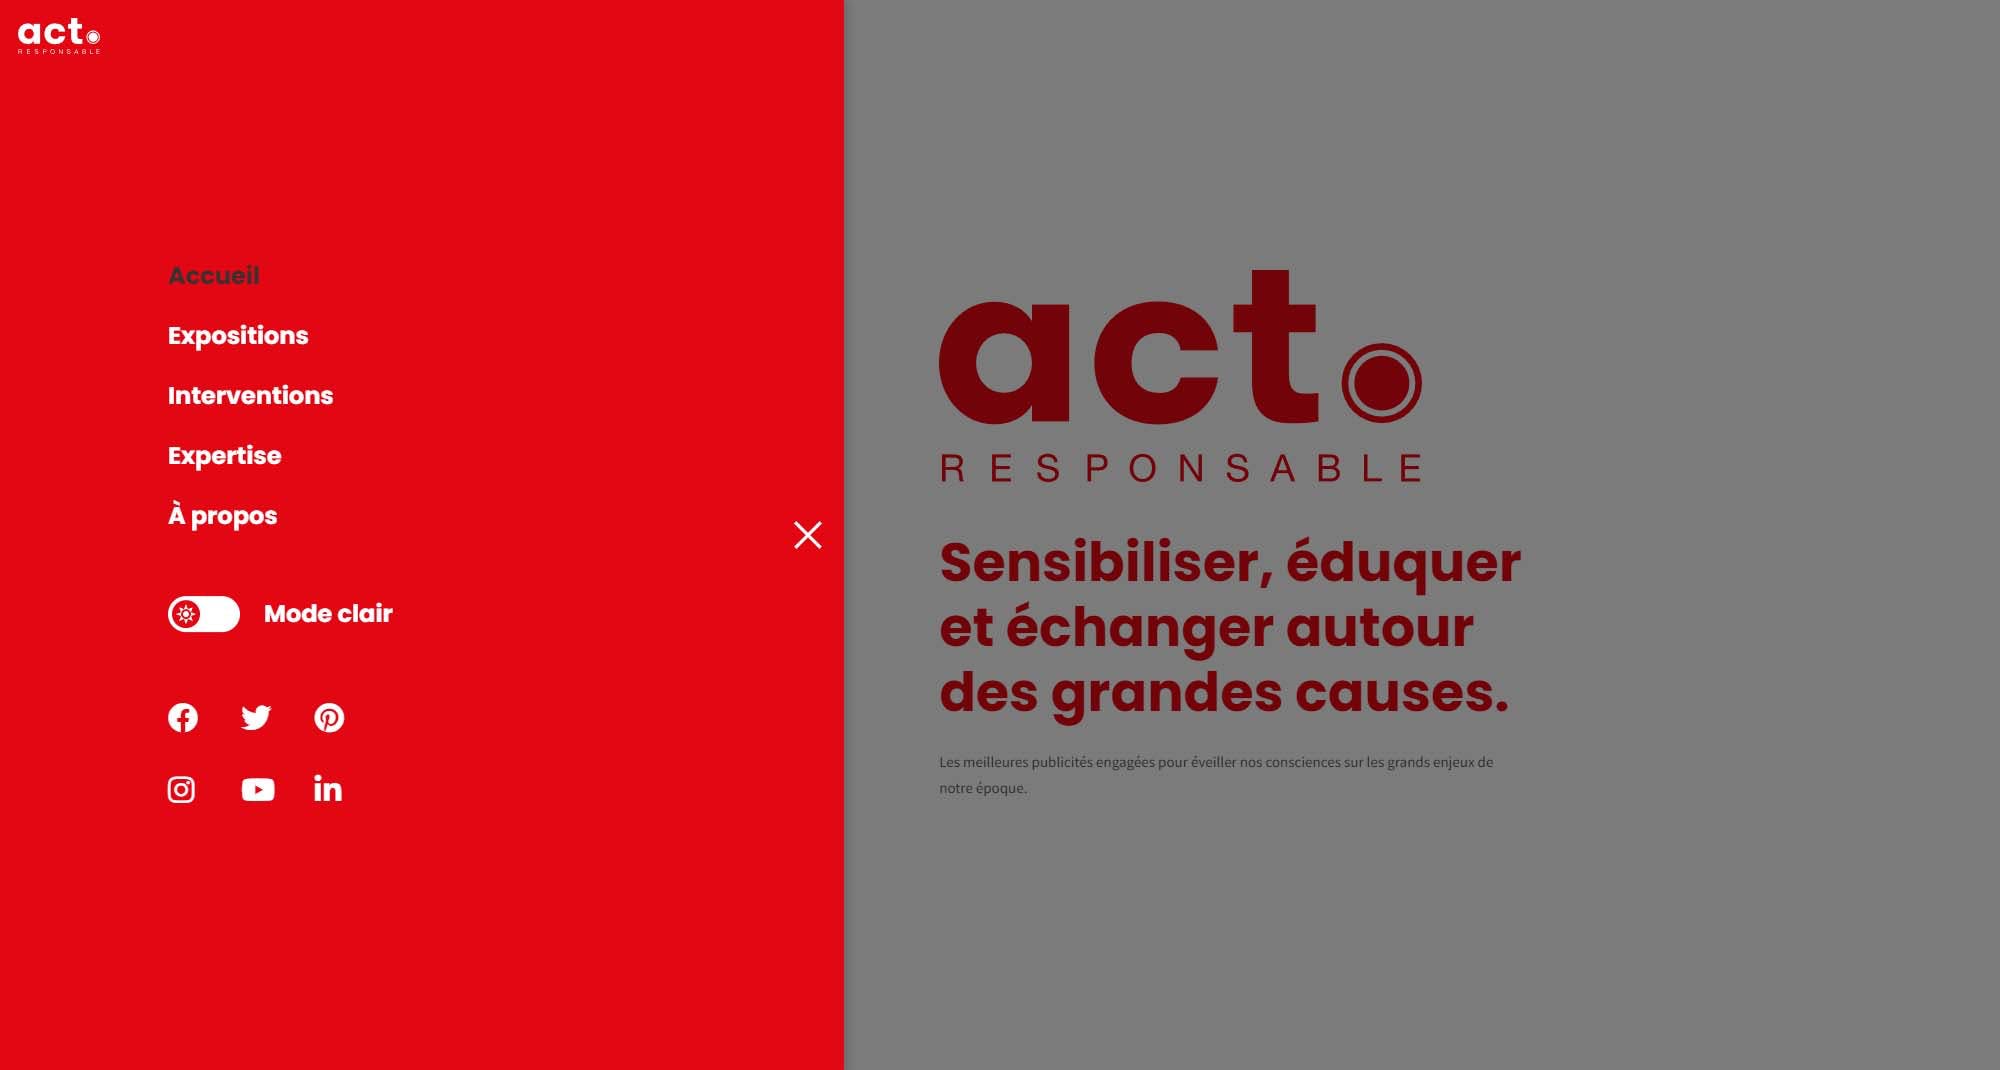 act
RESPONSABLE
Accueil
Expositions
Interventions
Expertise
À propos
Mode clair
act
RESPONSABLE
Sensibiliser, éduquer
et échanger autour
des grandes causes.
Les meilleures publicités engagées pour éveiller nos consciences sur les grands enjeux de
notre époque.